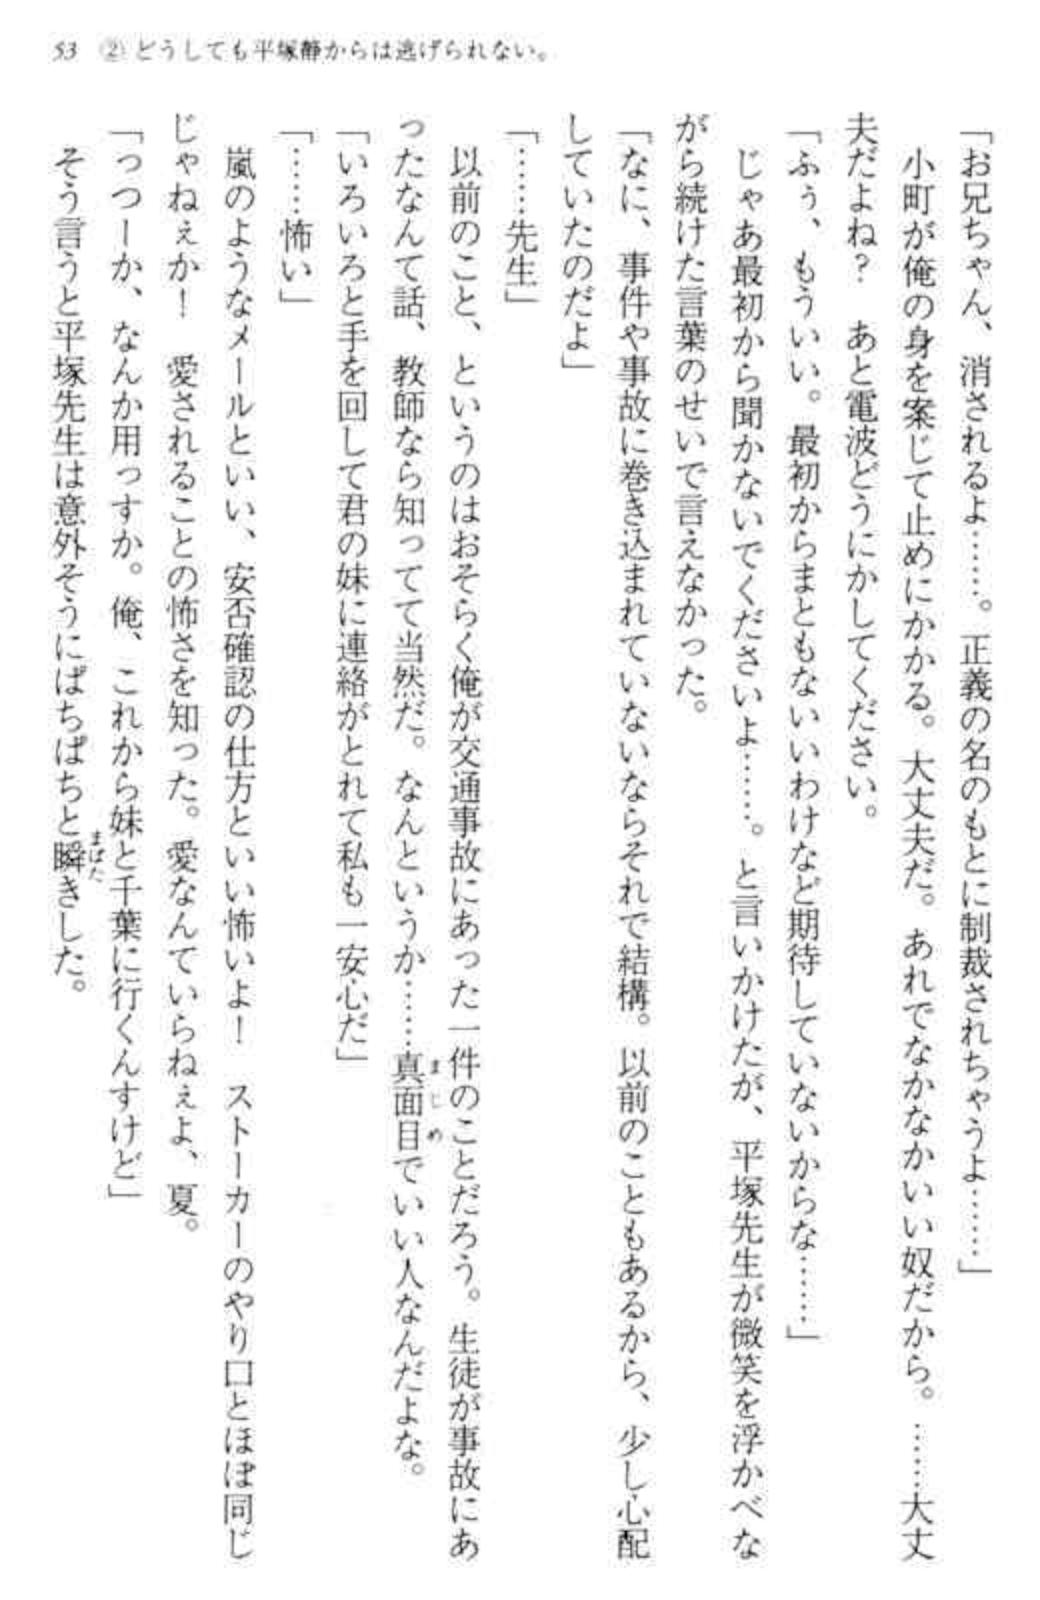 53 ② どうしても平塚静からは逃げられない。
「お兄ちゃん、消されるよ……。正義の名のもとに制裁されちゃうよ……」
　小町が俺の身を案じて止めにかかる。大丈夫だ。あれでなかなかいい奴だから。……大丈
夫だよね？　あと電波どうにかしてください。
「ふぅ、もういい。最初からまともないいわけなど期待していないからな……」
　じゃあ最初から聞かないでくださいよ……。と言いかけたが、平塚先生が微笑を浮かべな
がら続けた言葉のせいで言えなかった。
「なに、事件や事故に巻き込まれていないならそれで結構。以前のこともあるから、少し心配
していたのだよ」
「……先生」
　以前のこと、というのはおそらく俺が交通事故にあった一件のことだろう。生徒が事故にあ
ったなんて話、教師なら知ってて当然だ。なんというか……真面目でいい人なんだよな。
まじめ
「いろいろと手を回して君の妹に連絡がとれて私も一安心だ」
「……怖い」
　嵐のようなメールといい、安否確認の仕方といい怖いよ！　ストーカーのやり口とほぼ同じ
じゃねぇか！　愛されることの怖さを知った。愛なんていらねぇよ、夏。
「っつーか、なんか用っすか。俺、これから妹と千葉に行くんすけど」
　そう言うと平塚先生は意外そうにぱちぱちと瞬きした。
まばた